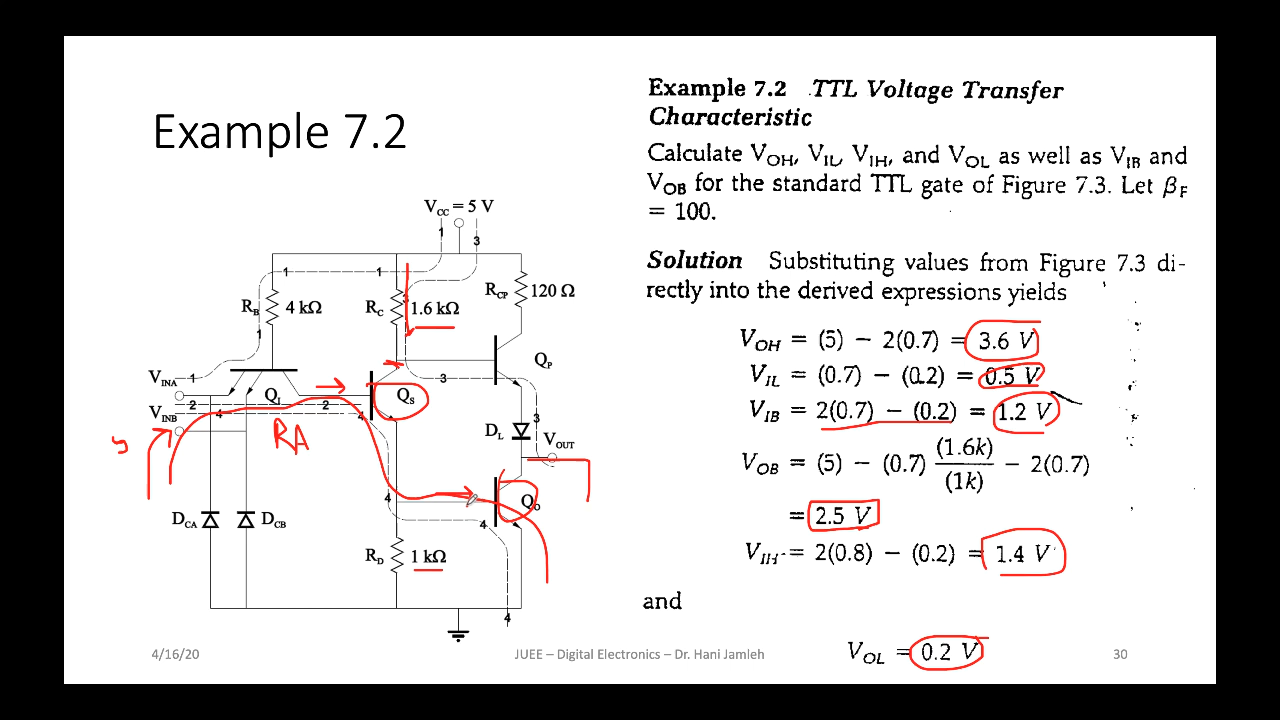 Example 7.2
V_CC = 5 V
1
3
1
1
R_B
4 kΩ
R_C
1.6 kΩ
R_CP
120 Ω
1
Q_P
V_INA
1
3
Q_I
Q_S
2
2
V_INB
4
4
3
D_L
V_OUT
5
RA
4
Q_O
D_CA
D_CB
4
R_D
1 kΩ
4
Example 7.2 TTL Voltage Transfer
Characteristic
Calculate V_OH, V_IL, V_IH, and V_OL as well as V_IB and
V_OB for the standard TTL gate of Figure 7.3. Let β_F
= 100.
Solution Substituting values from Figure 7.3 di-
rectly into the derived expressions yields
V_OH = (5) − 2(0.7) = 3.6 V
V_IL = (0.7) − (0.2) = 0.5 V
V_IB = 2(0.7) − (0.2) = 1.2 V
V_OB = (5) − (0.7) (1.6k)/(1k) − 2(0.7)
= 2.5 V
V_IH = 2(0.8) − (0.2) = 1.4 V
and
V_OL = 0.2 V
4/16/20
JUEE – Digital Electronics – Dr. Hani Jamleh
30